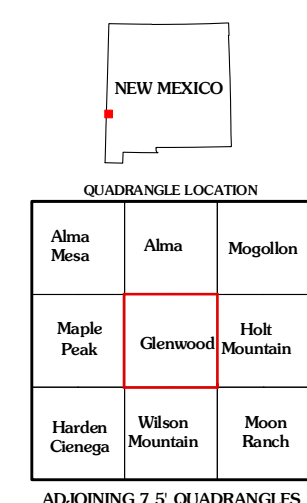 NEW MEXICO
QUADRANGLE LOCATION
Alma Mesa
Alma
Mogollon
Maple Peak
Glenwood
Holt Mountain
Harden Cienega
Wilson Mountain
Moon Ranch
ADJOINING 7.5' QUADRANGLES